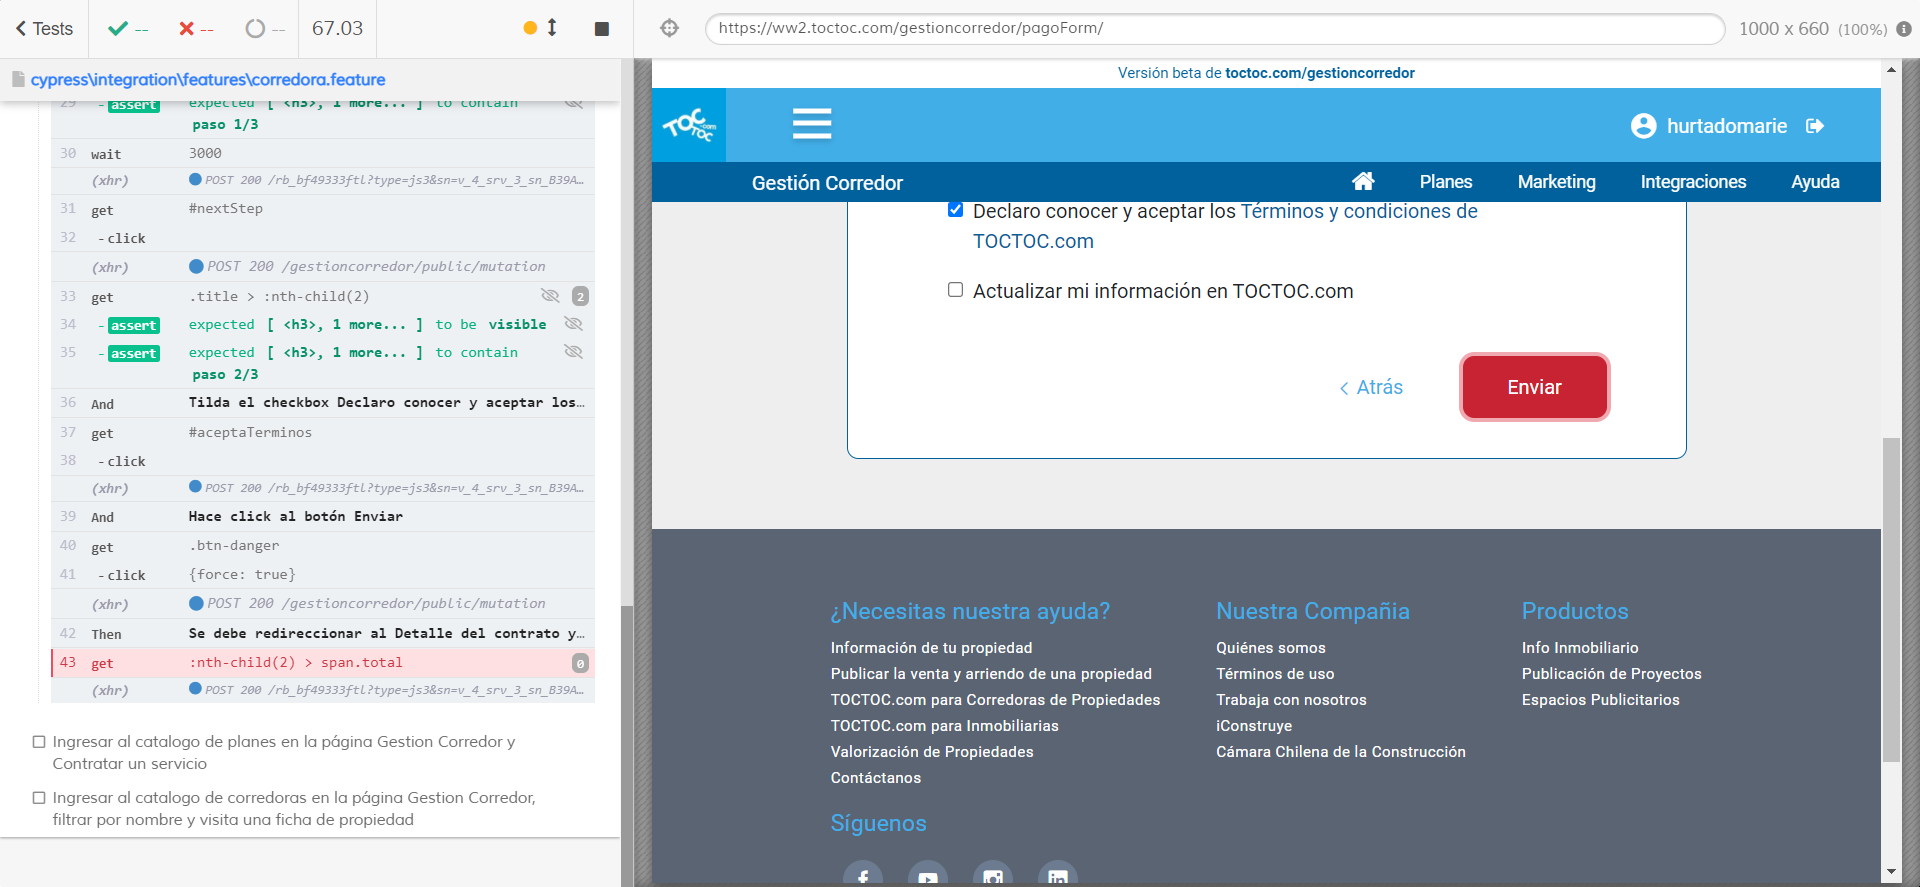 Tests
--
--
--
67.03
https://ww2.toctoc.com/gestioncorredor/pagoForm/
1000 x 660 (100%)
cypress\integration\features\corredora.feature
29 - assert expected [ <h3>, 1 more... ] to contain
paso 1/3
30 wait 3000
(xhr) POST 200 /rb_bf49333ftl?type=js3&sn=v_4_srv_3_sn_B39A…
31 get #nextStep
32 - click
(xhr) POST 200 /gestioncorredor/public/mutation
33 get .title > :nth-child(2) 2
34 - assert expected [ <h3>, 1 more... ] to be visible
35 - assert expected [ <h3>, 1 more... ] to contain
paso 2/3
36 And Tilda el checkbox Declaro conocer y aceptar los…
37 get #aceptaTerminos
38 - click
(xhr) POST 200 /rb_bf49333ftl?type=js3&sn=v_4_srv_3_sn_B39A…
39 And Hace click al botón Enviar
40 get .btn-danger
41 - click {force: true}
(xhr) POST 200 /gestioncorredor/public/mutation
42 Then Se debe redireccionar al Detalle del contrato y…
43 get :nth-child(2) > span.total 0
(xhr) POST 200 /rb_bf49333ftl?type=js3&sn=v_4_srv_3_sn_B39A…
Ingresar al catalogo de planes en la página Gestion Corredor y
Contratar un servicio
Ingresar al catalogo de corredoras en la página Gestion Corredor,
filtrar por nombre y visita una ficha de propiedad
Versión beta de toctoc.com/gestioncorredor
TOC TOC .com
hurtadomarie
Gestión Corredor
Planes
Marketing
Integraciones
Ayuda
Declaro conocer y aceptar los Términos y condiciones de
TOCTOC.com
Actualizar mi información en TOCTOC.com
Atrás
Enviar
¿Necesitas nuestra ayuda?
Información de tu propiedad
Publicar la venta y arriendo de una propiedad
TOCTOC.com para Corredoras de Propiedades
TOCTOC.com para Inmobiliarias
Valorización de Propiedades
Contáctanos
Nuestra Compañia
Quiénes somos
Términos de uso
Trabaja con nosotros
iConstruye
Cámara Chilena de la Construcción
Productos
Info Inmobiliario
Publicación de Proyectos
Espacios Publicitarios
Síguenos